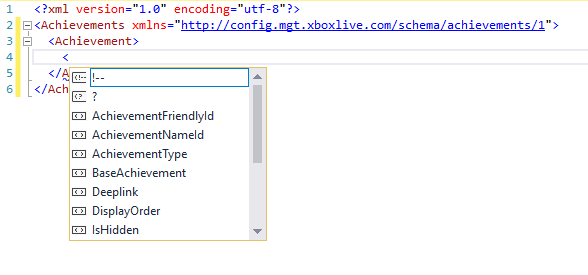 1 <?xml version="1.0" encoding="utf-8"?>
2 <Achievements xmlns="http://config.mgt.xboxlive.com/schema/achievements/1">
3 <Achievement>
4 <
5 </A
6 </Ach
!--
?
AchievementFriendlyId
AchievementNameId
AchievementType
BaseAchievement
Deeplink
DisplayOrder
IsHidden